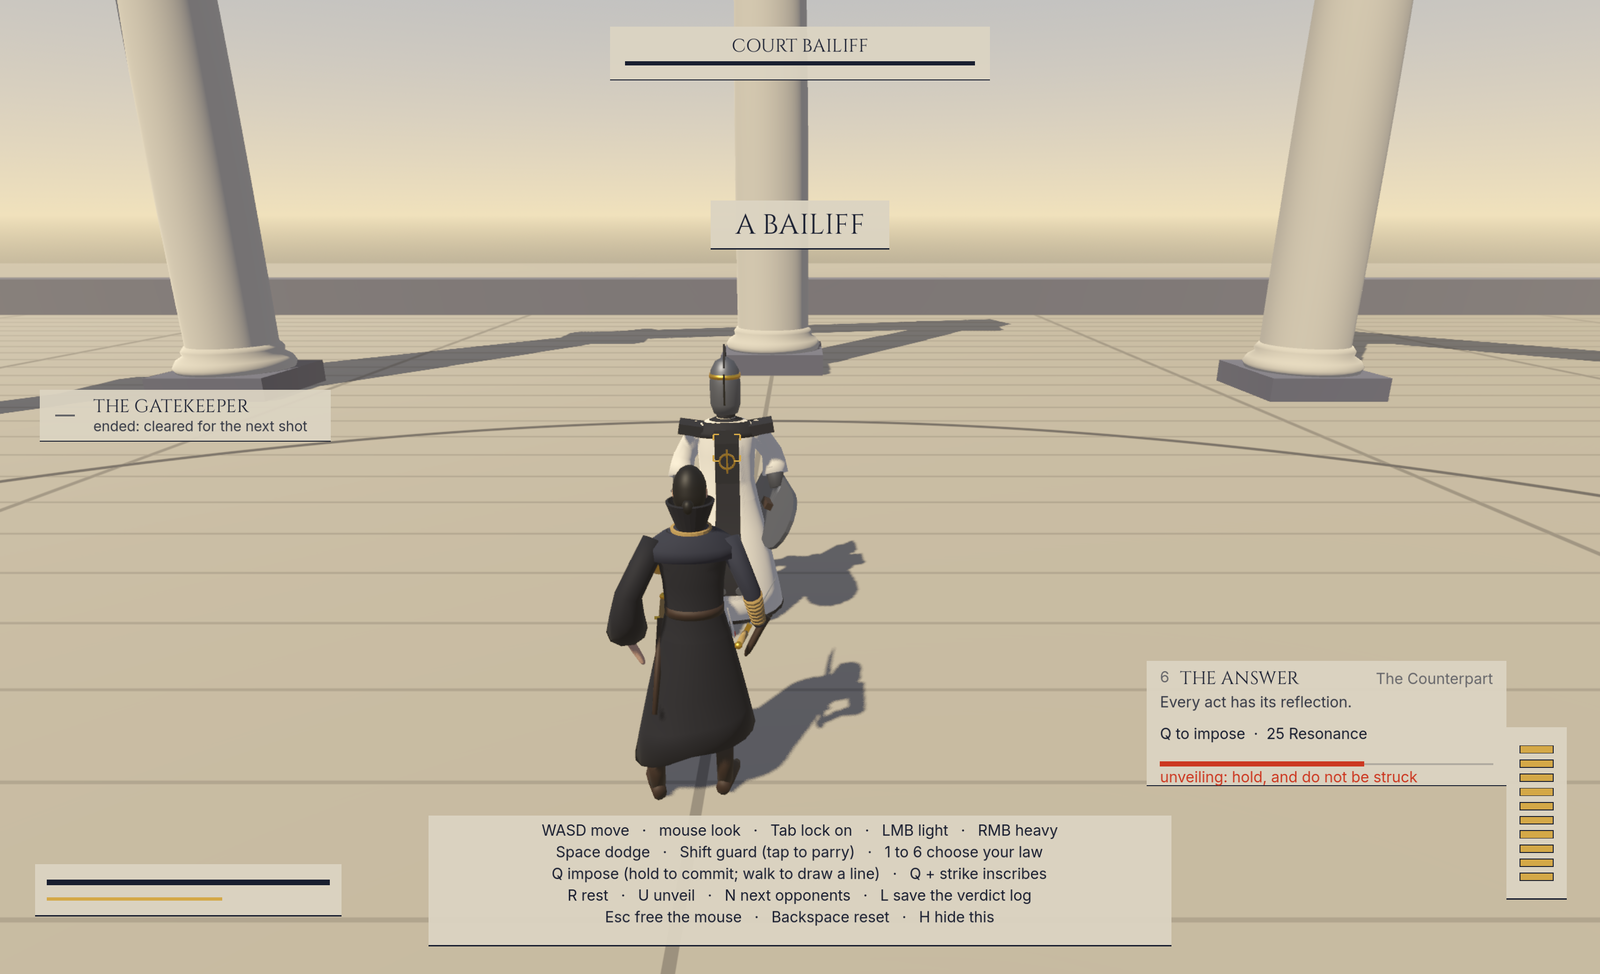 COURT BAILIFF
A BAILIFF
THE GATEKEEPER
ended: cleared for the next shot
6 THE ANSWER The Counterpart
Every act has its reflection.
Q to impose · 25 Resonance
unveiling: hold, and do not be struck
WASD move · mouse look · Tab lock on · LMB light · RMB heavy
Space dodge · Shift guard (tap to parry) · 1 to 6 choose your law
Q impose (hold to commit; walk to draw a line) · Q + strike inscribes
R rest · U unveil · N next opponents · L save the verdict log
Esc free the mouse · Backspace reset · H hide this